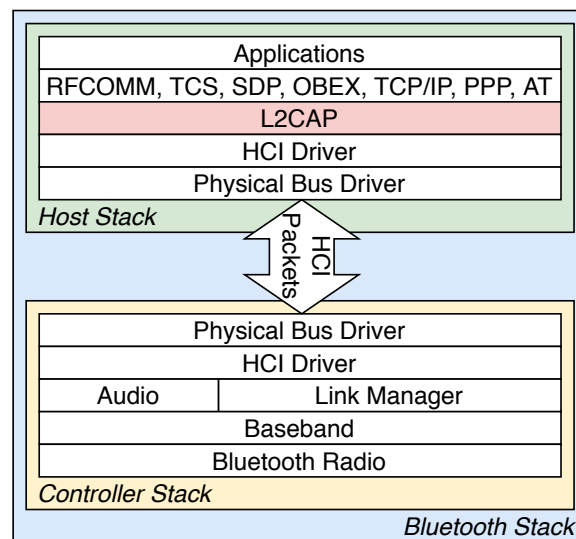 Applications
RFCOMM, TCS, SDP, OBEX, TCP/IP, PPP, AT
L2CAP
HCI Driver
Physical Bus Driver
Host Stack
HCI
Packets
Physical Bus Driver
HCI Driver
Audio
Link Manager
Baseband
Bluetooth Radio
Controller Stack
Bluetooth Stack